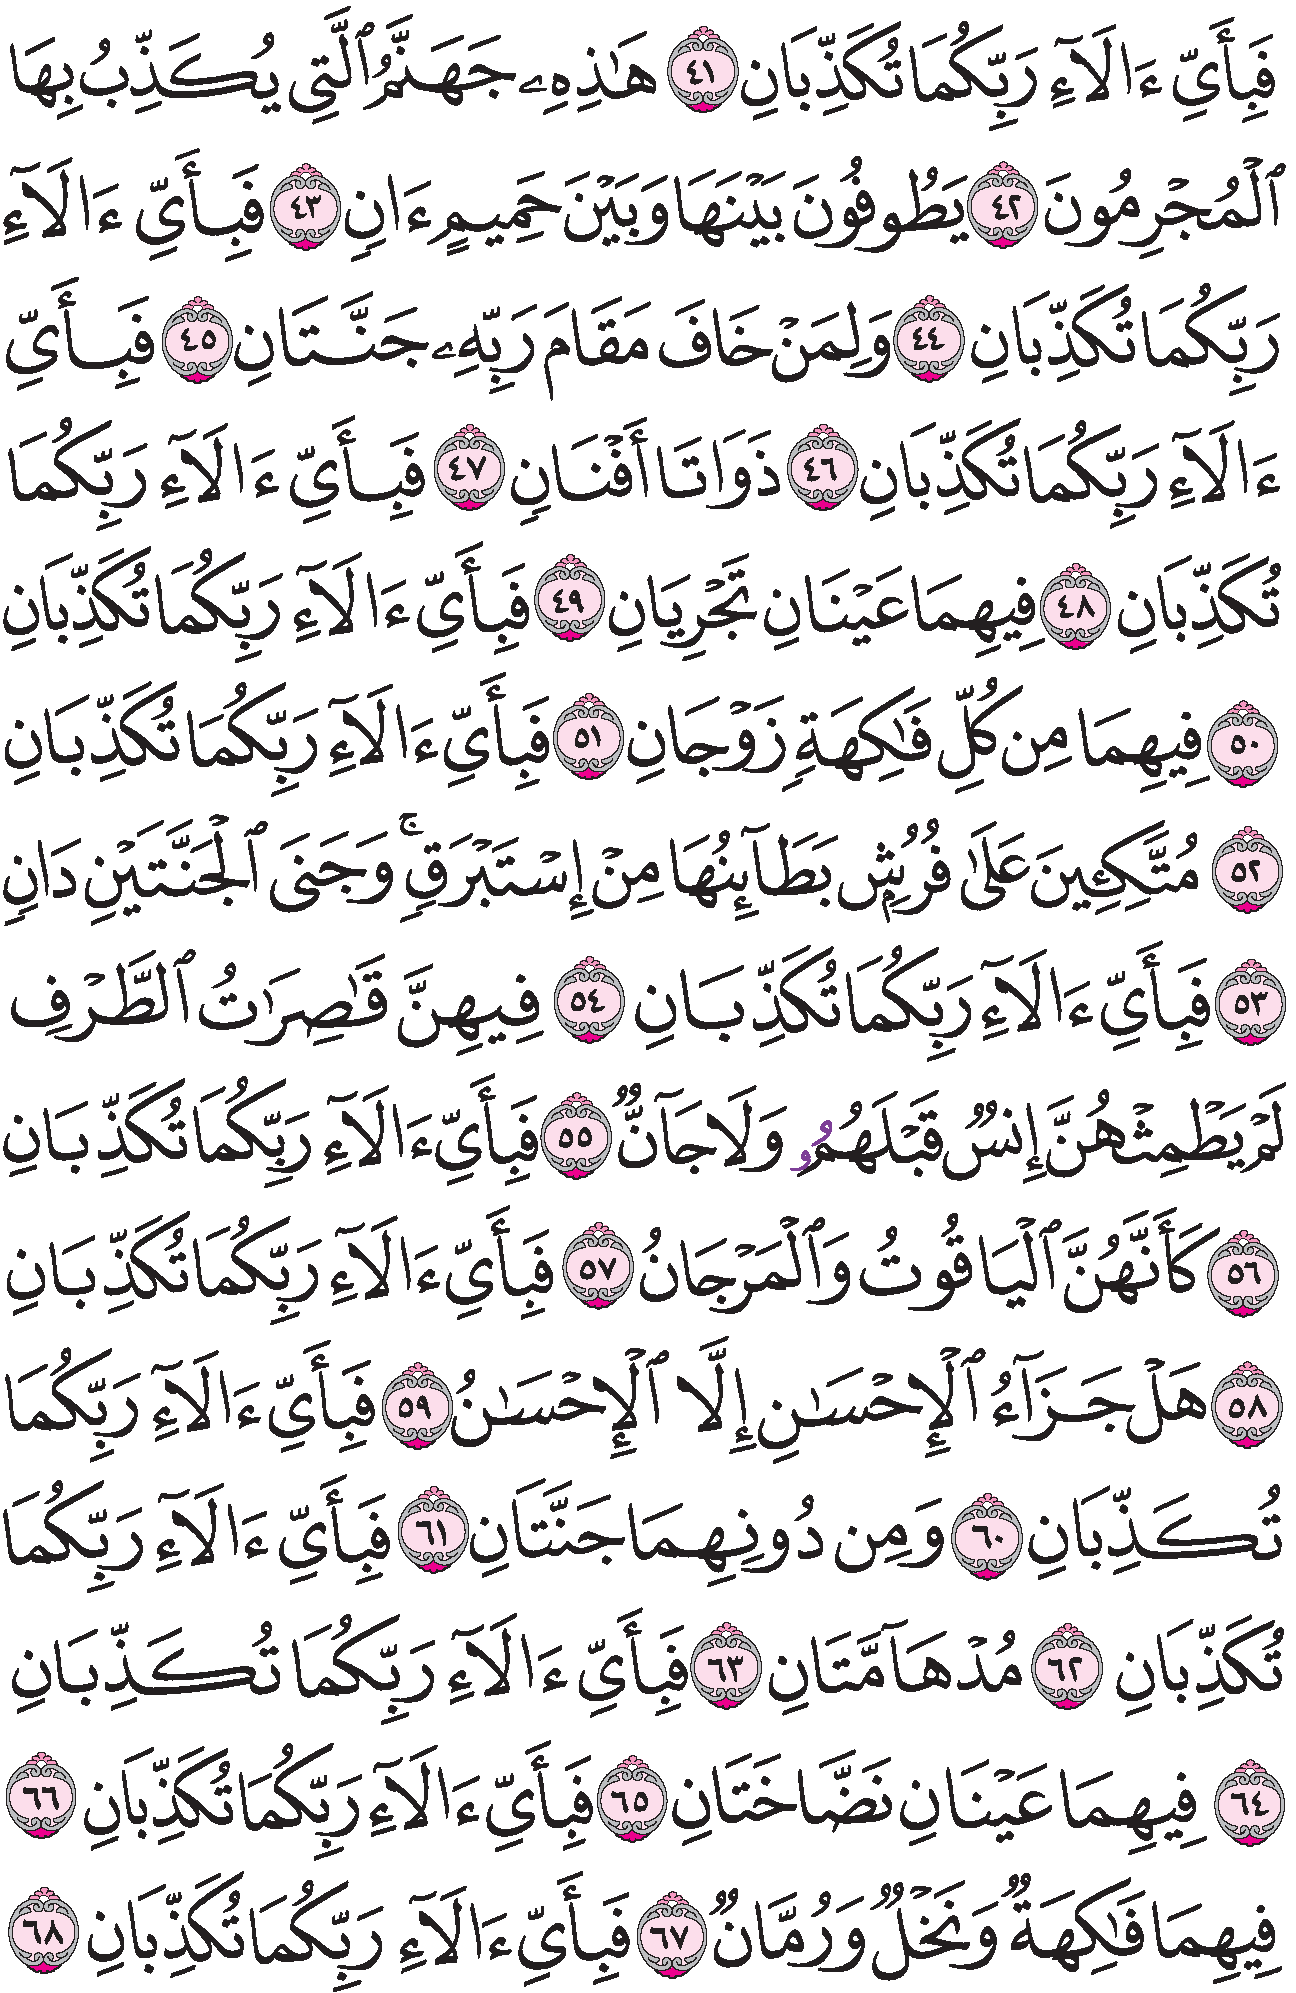 فَبِأَيِّ ءَالَآءِ رَبِّكُمَا تُكَذِّبَانِ ٤١ هَٰذِهِۦ جَهَنَّمُ ٱلَّتِي يُكَذِّبُ بِهَا
ٱلْمُجْرِمُونَ ٤٢ يَطُوفُونَ بَيْنَهَا وَبَيْنَ حَمِيمٍ ءَانٍ ٤٣ فَبِأَيِّ ءَالَآءِ
رَبِّكُمَا تُكَذِّبَانِ ٤٤ وَلِمَنْ خَافَ مَقَامَ رَبِّهِۦ جَنَّتَانِ ٤٥ فَبِأَيِّ
ءَالَآءِ رَبِّكُمَا تُكَذِّبَانِ ٤٦ ذَوَاتَا أَفْنَانٍ ٤٧ فَبِأَيِّ ءَالَآءِ رَبِّكُمَا
تُكَذِّبَانِ ٤٨ فِيهِمَا عَيْنَانِ تَجْرِيَانِ ٤٩ فَبِأَيِّ ءَالَآءِ رَبِّكُمَا تُكَذِّبَانِ
٥٠ فِيهِمَا مِن كُلِّ فَٰكِهَةٍ زَوْجَانِ ٥١ فَبِأَيِّ ءَالَآءِ رَبِّكُمَا تُكَذِّبَانِ
٥٢ مُتَّكِـِٔينَ عَلَىٰ فُرُشٍۭ بَطَآئِنُهَا مِنْ إِسْتَبْرَقٍۚ وَجَنَى ٱلْجَنَّتَيْنِ دَانٍ
٥٣ فَبِأَيِّ ءَالَآءِ رَبِّكُمَا تُكَذِّبَانِ ٥٤ فِيهِنَّ قَٰصِرَٰتُ ٱلطَّرْفِ
لَمْ يَطْمِثْهُنَّ إِنسٌ قَبْلَهُمُۥ وَلَا جَآنٌّ ٥٥ فَبِأَيِّ ءَالَآءِ رَبِّكُمَا تُكَذِّبَانِ
٥٦ كَأَنَّهُنَّ ٱلْيَاقُوتُ وَٱلْمَرْجَانُ ٥٧ فَبِأَيِّ ءَالَآءِ رَبِّكُمَا تُكَذِّبَانِ
٥٨ هَلْ جَزَآءُ ٱلْإِحْسَٰنِ إِلَّا ٱلْإِحْسَٰنُ ٥٩ فَبِأَيِّ ءَالَآءِ رَبِّكُمَا
تُكَذِّبَانِ ٦٠ وَمِن دُونِهِمَا جَنَّتَانِ ٦١ فَبِأَيِّ ءَالَآءِ رَبِّكُمَا
تُكَذِّبَانِ ٦٢ مُدْهَآمَّتَانِ ٦٣ فَبِأَيِّ ءَالَآءِ رَبِّكُمَا تُكَذِّبَانِ
٦٤ فِيهِمَا عَيْنَانِ نَضَّاخَتَانِ ٦٥ فَبِأَيِّ ءَالَآءِ رَبِّكُمَا تُكَذِّبَانِ ٦٦
فِيهِمَا فَٰكِهَةٌ وَنَخْلٌ وَرُمَّانٌ ٦٧ فَبِأَيِّ ءَالَآءِ رَبِّكُمَا تُكَذِّبَانِ ٦٨